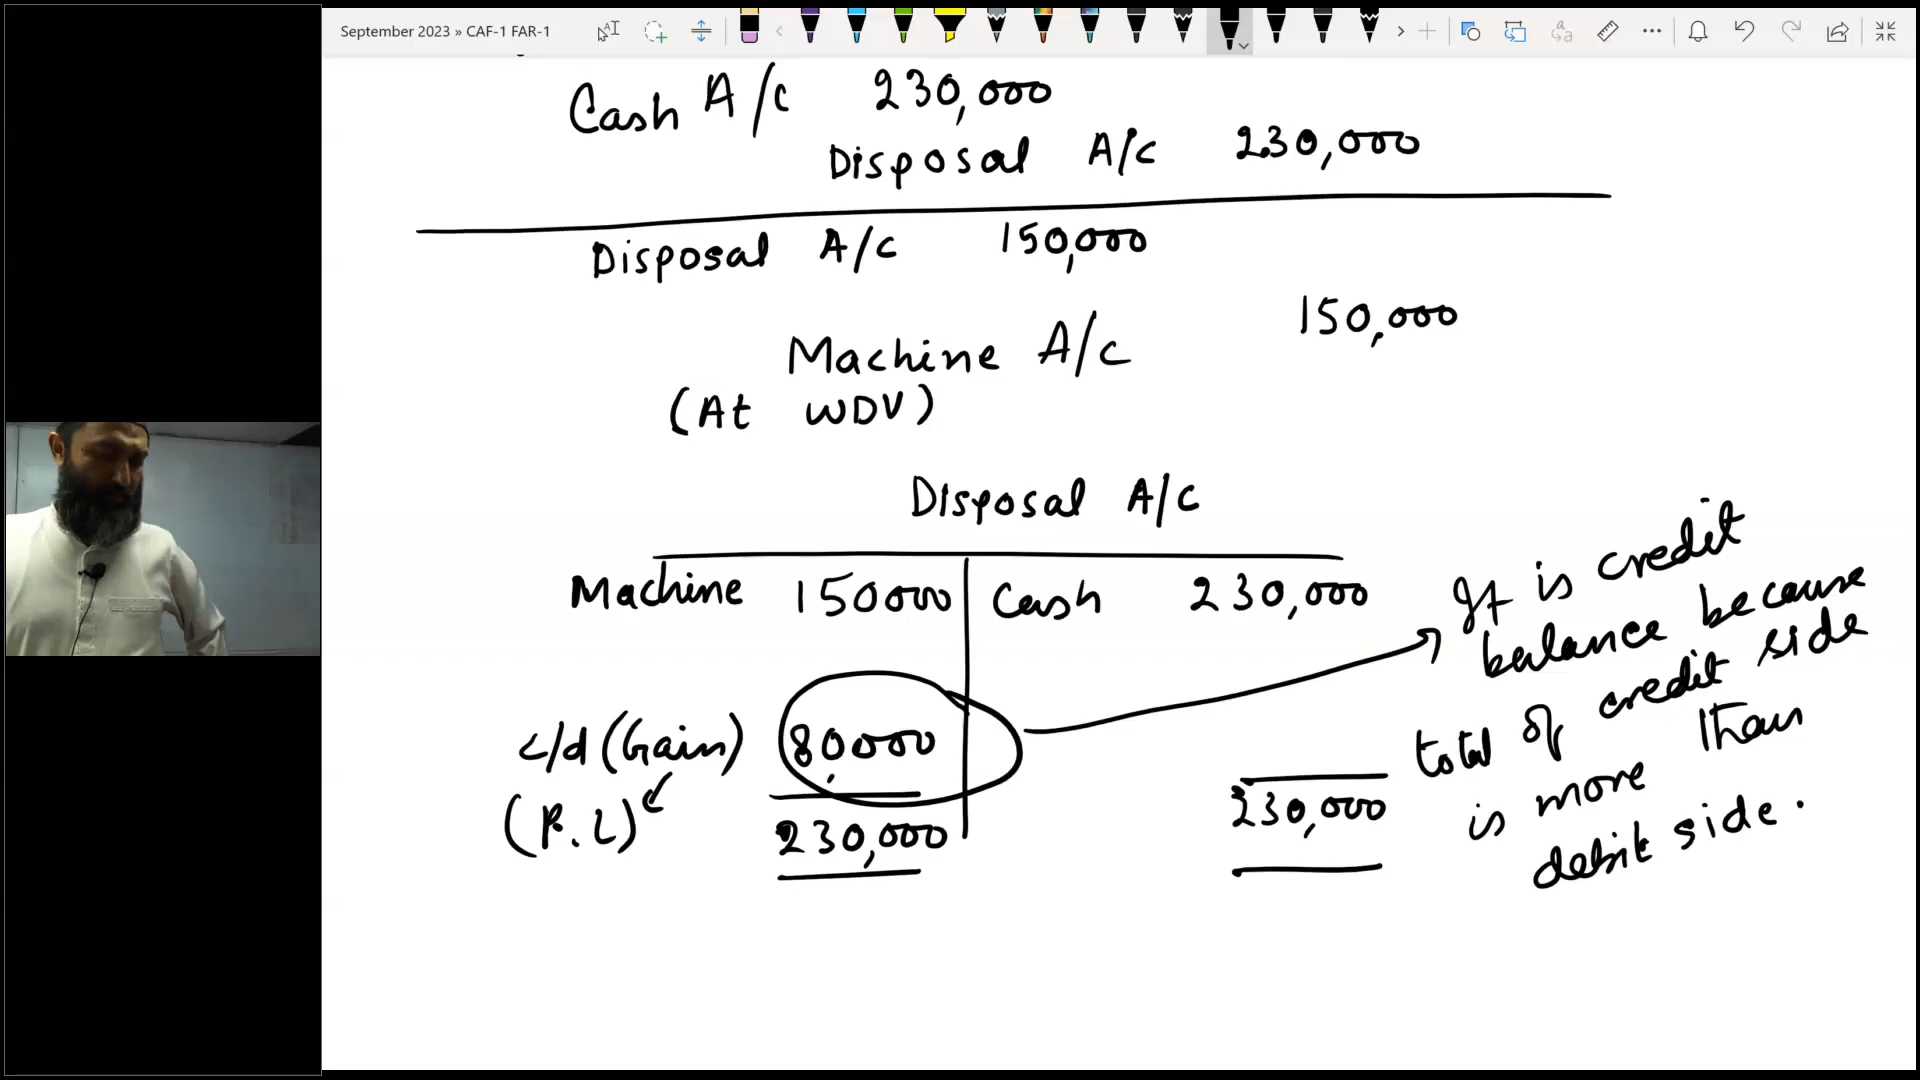 September 2023 » CAF-1 FAR-1
Cash A/c 230,000
Disposal A/c 230,000
Disposal A/c 150,000
Machine A/c 150,000
(At WDV)
Disposal A/c
Machine 150000 Cash 230,000
c/d (Gain) 80,000
(P.L) 230,000 230,000
It is credit
balance because
total of credit side
is more than
debit side.